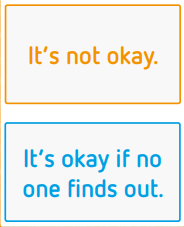 It's not okay.
It's okay if no
one finds out.